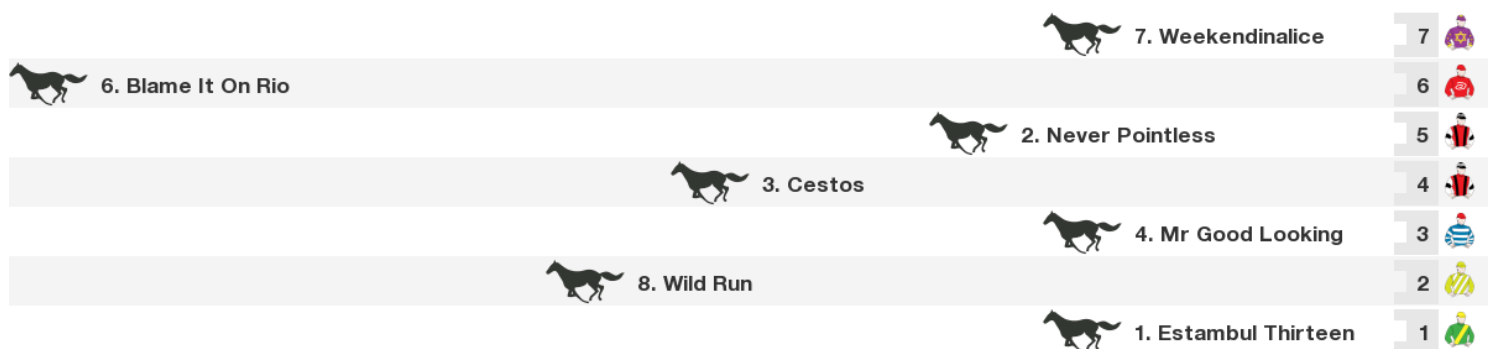 7. Weekendinalice 7
6. Blame It On Rio 6
2. Never Pointless 5
3. Cestos 4
4. Mr Good Looking 3
8. Wild Run 2
1. Estambul Thirteen 1